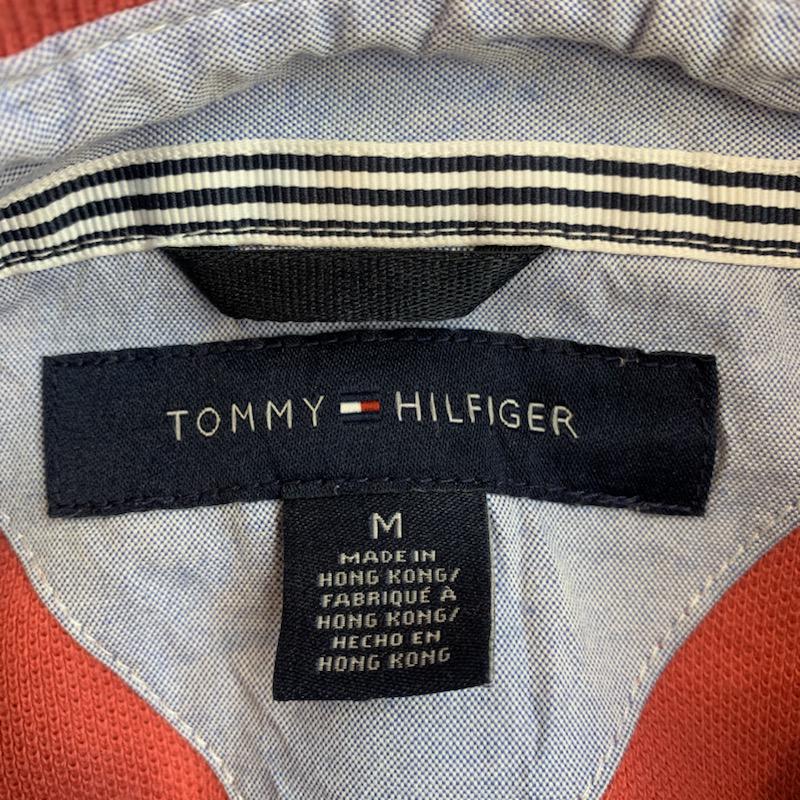 TOMMY HILFIGER
M
MADE IN
HONG KONG/
FABRIQUÉ À
HONG KONG/
HECHO EN
HONG KONG